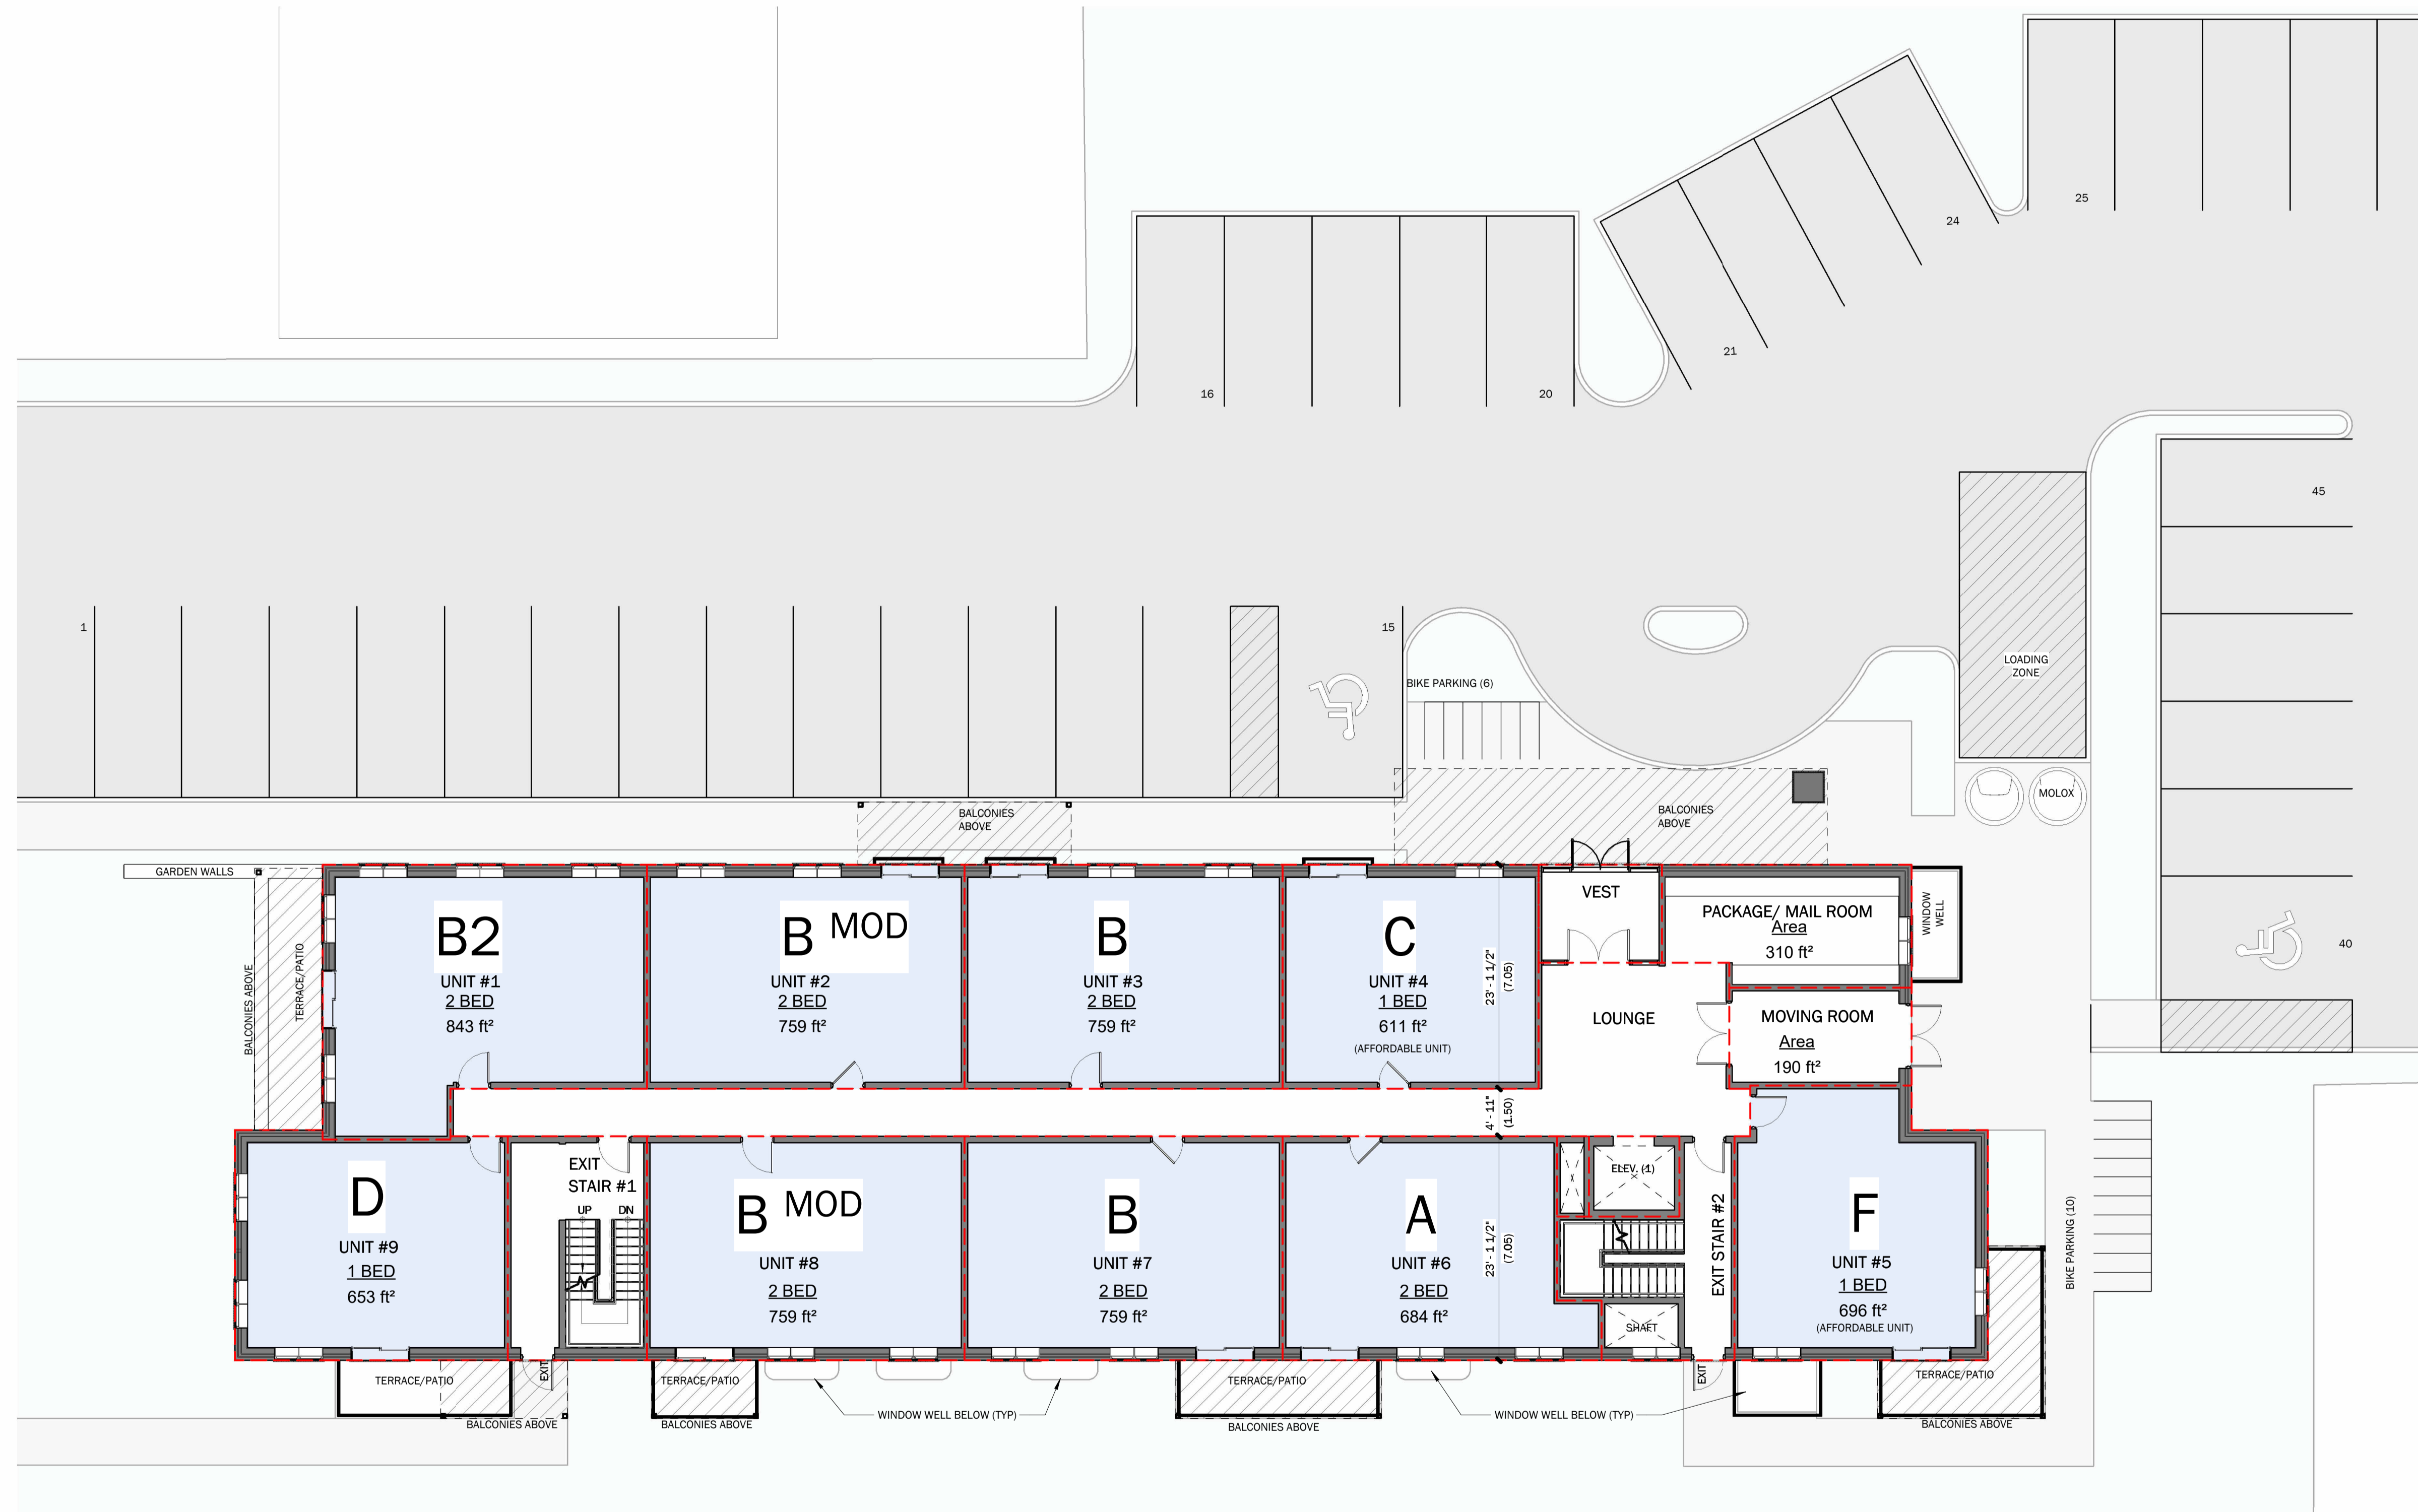 25
24
21
16
20
45
1
15
LOADING
ZONE
BIKE PARKING (6)
MOLOX
BALCONIES
ABOVE
BALCONIES
ABOVE
GARDEN WALLS
BALCONIES ABOVE
TERRACE/PATIO
B2
UNIT #1
2 BED
843 ft²
B MOD
UNIT #2
2 BED
759 ft²
B
UNIT #3
2 BED
759 ft²
C
UNIT #4
1 BED
611 ft²
(AFFORDABLE UNIT)
23' - 1 1/2"
(7.05)
VEST
LOUNGE
PACKAGE/ MAIL ROOM
Area
310 ft²
WINDOW
WELL
MOVING ROOM
Area
190 ft²
40
4' - 11"
(1.50)
D
UNIT #9
1 BED
653 ft²
EXIT
STAIR #1
UP
DN
EXIT
B MOD
UNIT #8
2 BED
759 ft²
B
UNIT #7
2 BED
759 ft²
A
UNIT #6
2 BED
684 ft²
23' - 1 1/2"
(7.05)
ELEV. (1)
SHAFT
EXIT STAIR #2
EXIT
F
UNIT #5
1 BED
696 ft²
(AFFORDABLE UNIT)
BIKE PARKING (10)
TERRACE/PATIO
BALCONIES ABOVE
TERRACE/PATIO
BALCONIES ABOVE
WINDOW WELL BELOW (TYP)
TERRACE/PATIO
BALCONIES ABOVE
WINDOW WELL BELOW (TYP)
TERRACE/PATIO
BALCONIES ABOVE